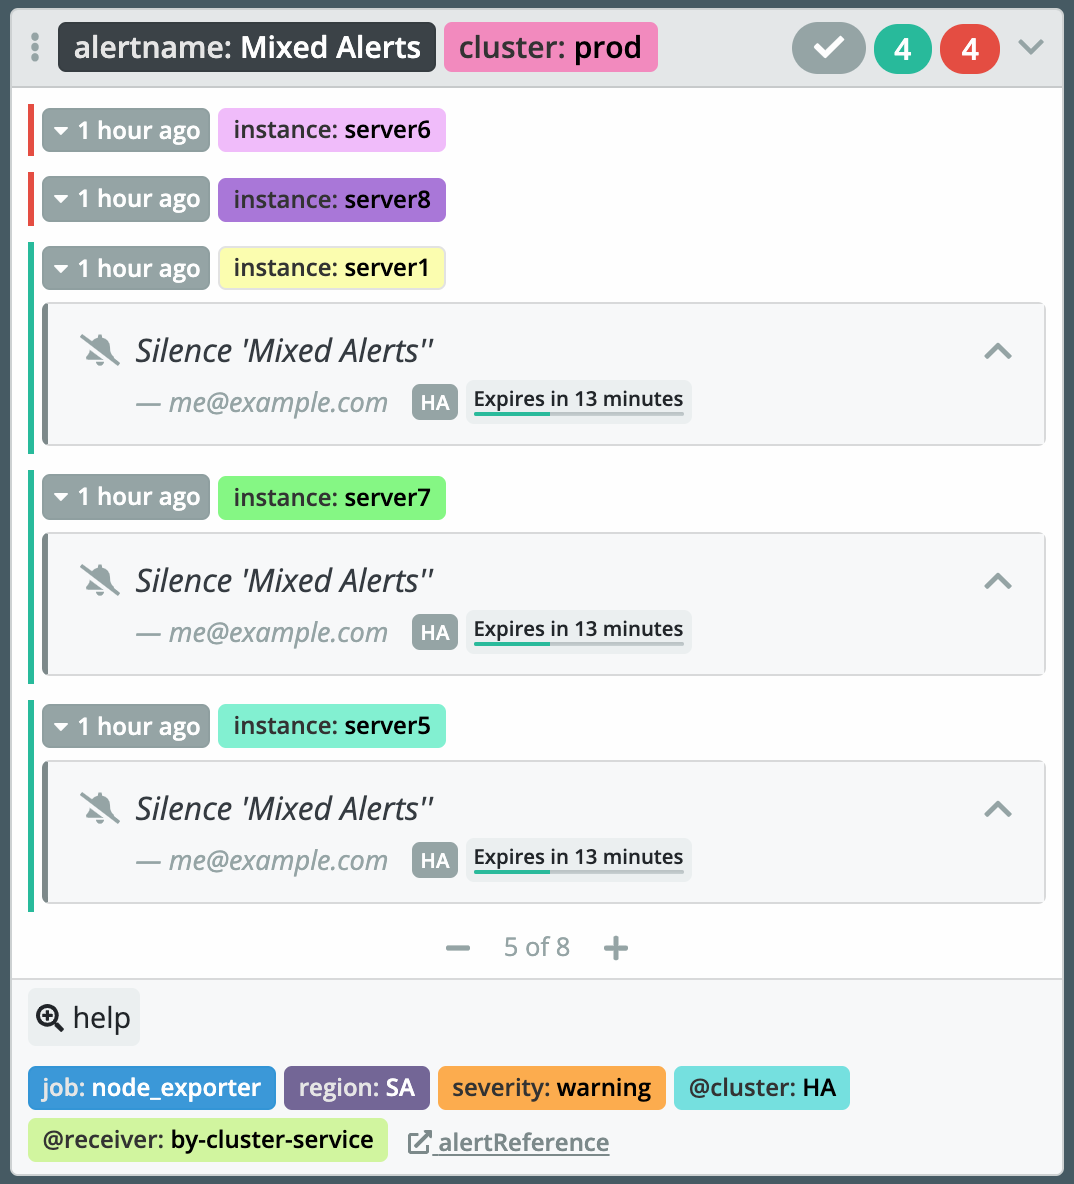 alertname: Mixed Alerts cluster: prod 4 4
1 hour ago instance: server6
1 hour ago instance: server8
1 hour ago instance: server1
Silence 'Mixed Alerts''
— me@example.com HA Expires in 13 minutes
1 hour ago instance: server7
Silence 'Mixed Alerts''
— me@example.com HA Expires in 13 minutes
1 hour ago instance: server5
Silence 'Mixed Alerts''
— me@example.com HA Expires in 13 minutes
5 of 8
help
job: node_exporter region: SA severity: warning @cluster: HA
@receiver: by-cluster-service alertReference